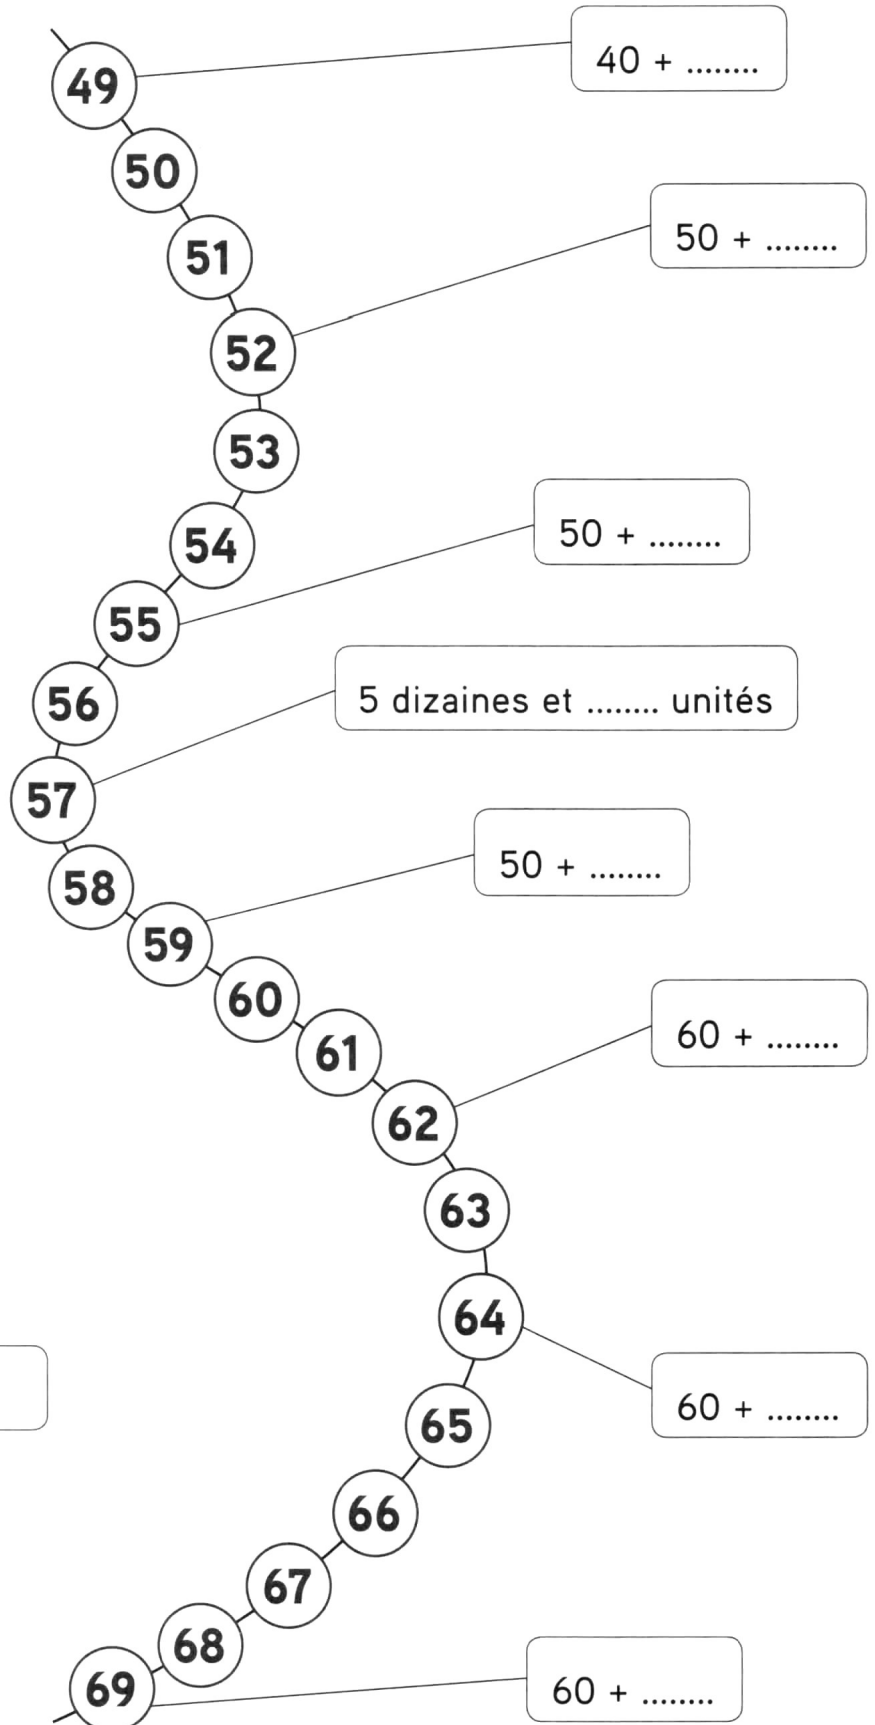 40 + ........
49
50
50 + ........
51
52
53
50 + ........
54
55
5 dizaines et ........ unités
56
57
50 + ........
58
59
60
60 + ........
61
62
63
64
60 + ........
65
66
67
68
60 + ........
69